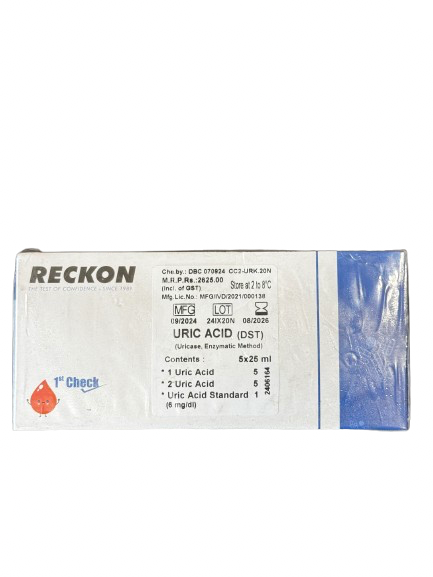 RECKON
THE TEST OF CONFIDENCE - SINCE 1986
1st Check
Che.by.: DBC 070924 CC2-URK.20N
M.R.P.Rs.:2625.00
(incl. of GST)
Store at 2 to 8°C
Mfg.Lic.No.: MFG/IVD/2021/000138
MFG LOT
09/2024 24IX20N 08/2026
URIC ACID (DST)
(Uricase, Enzymatic Method)
Contents : 5x25 ml
* 1 Uric Acid 5
* 2 Uric Acid 5
* Uric Acid Standard 1
(6 mg/dl)
2406164